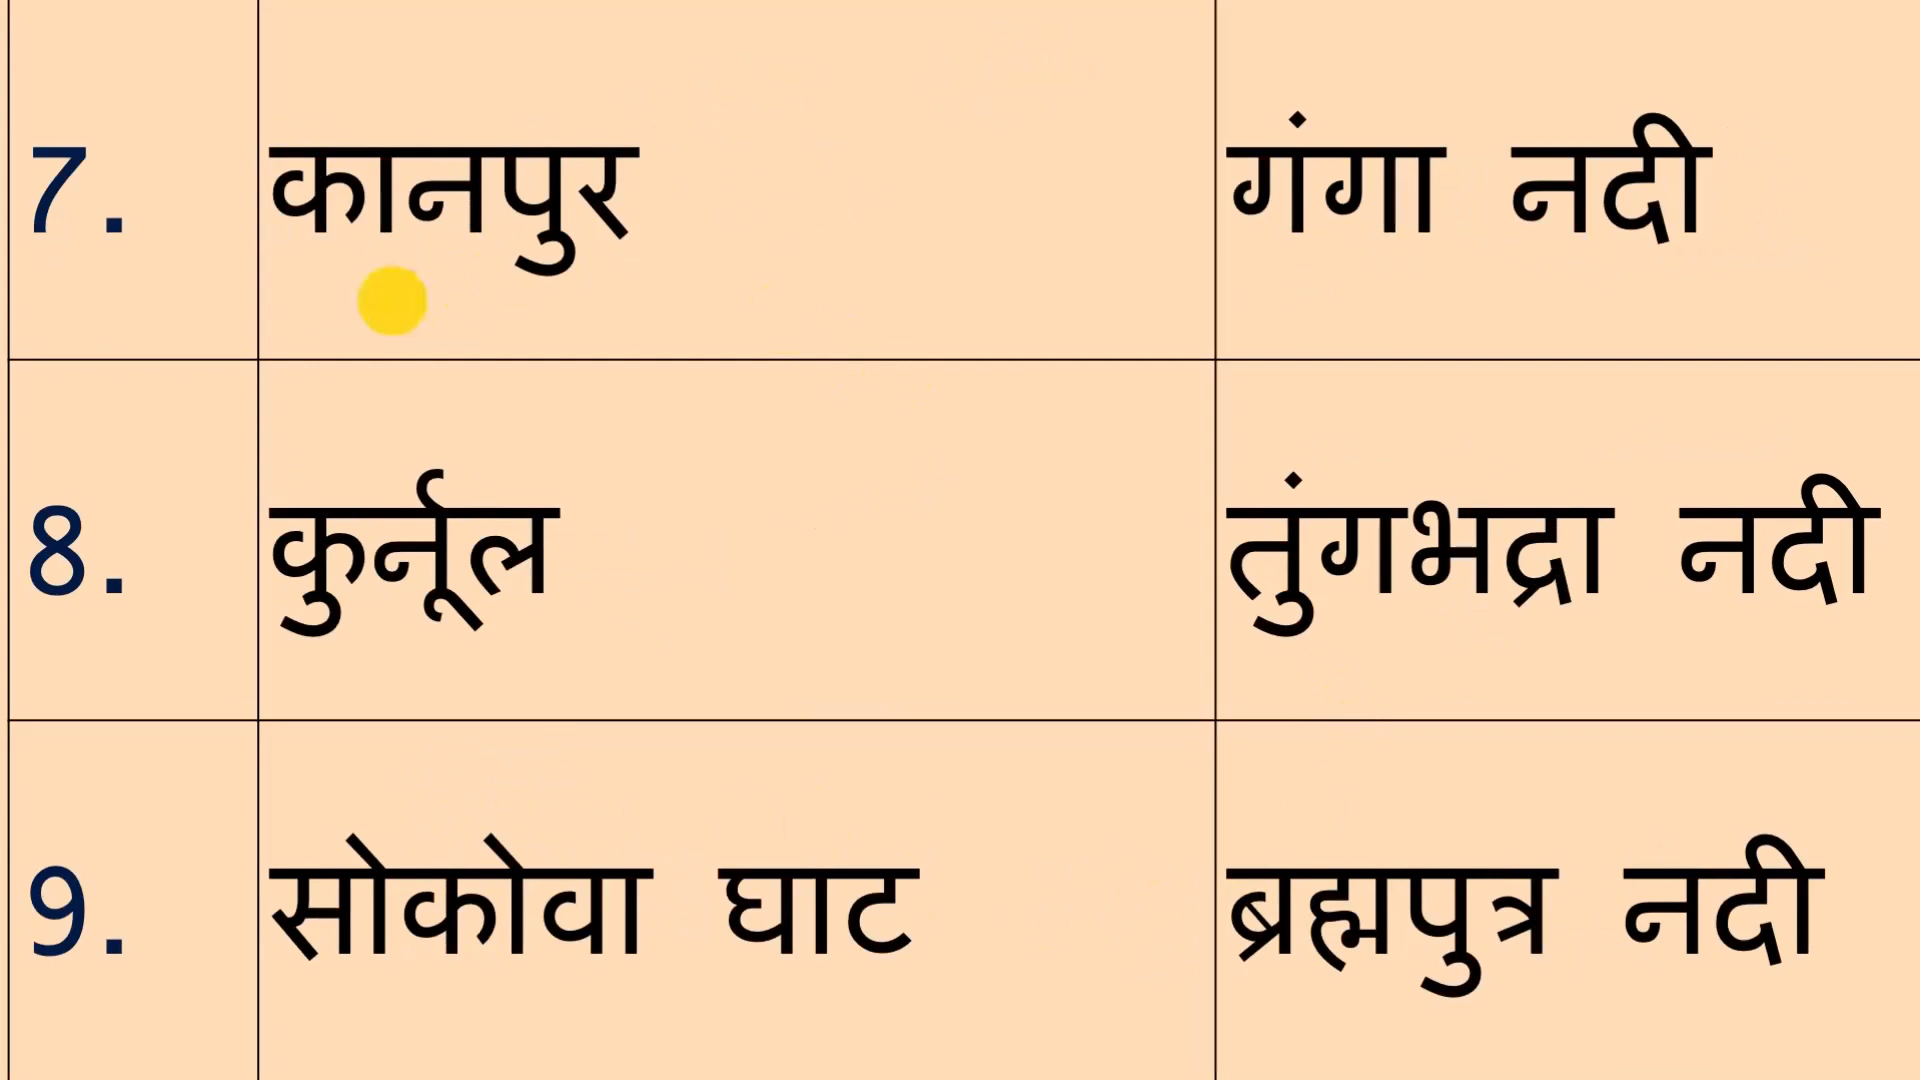 7. कानपुर गंगा नदी
8. कुर्नूल तुंगभद्रा नदी
9. सोकोवा घाट ब्रह्मपुत्र नदी